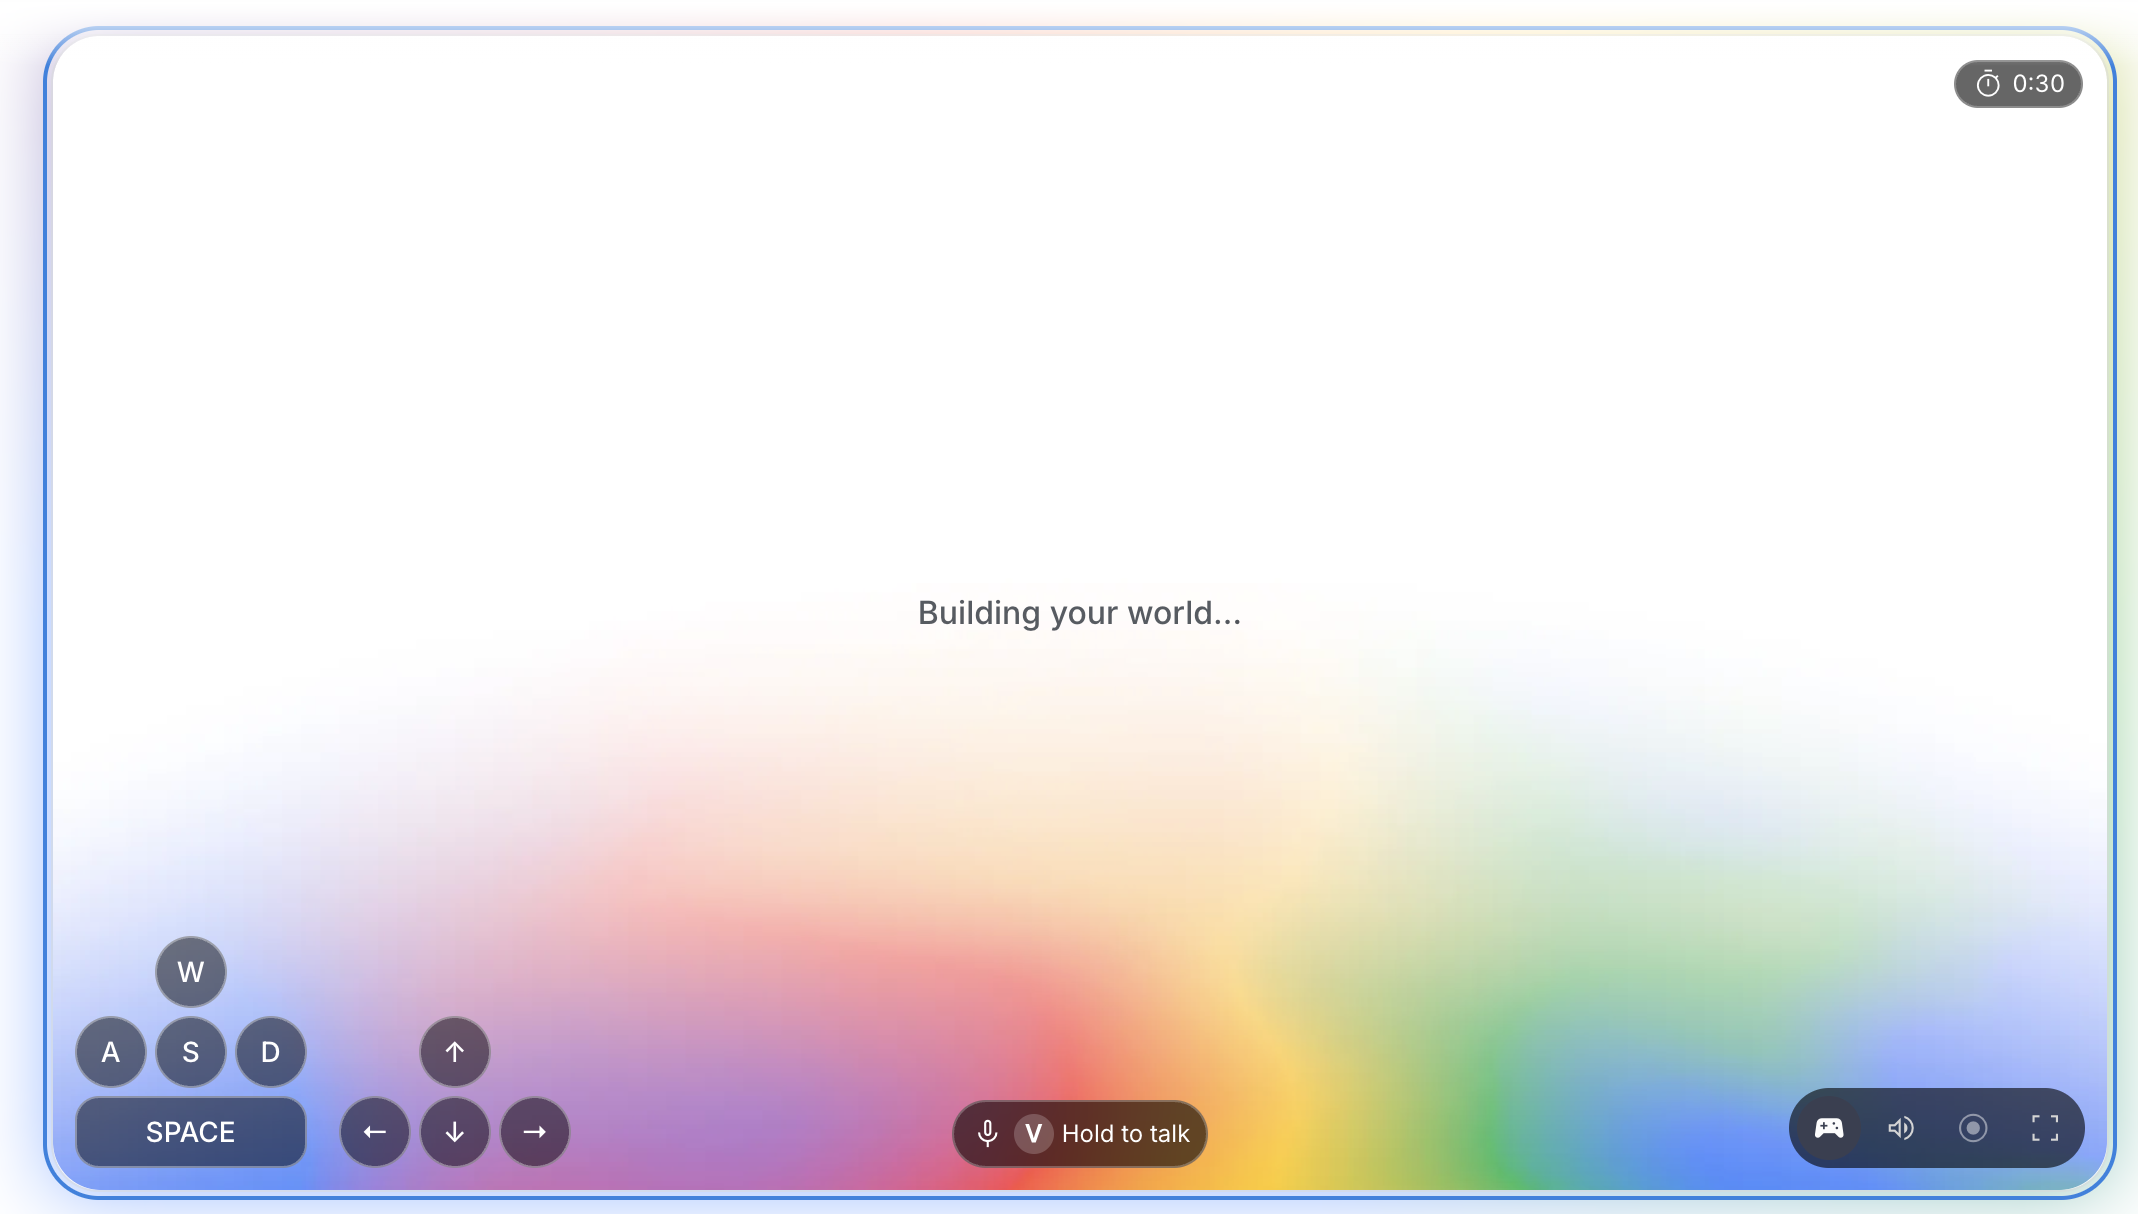 0:30
Building your world...
W
A S D
SPACE
↑
← ↓ →
V Hold to talk